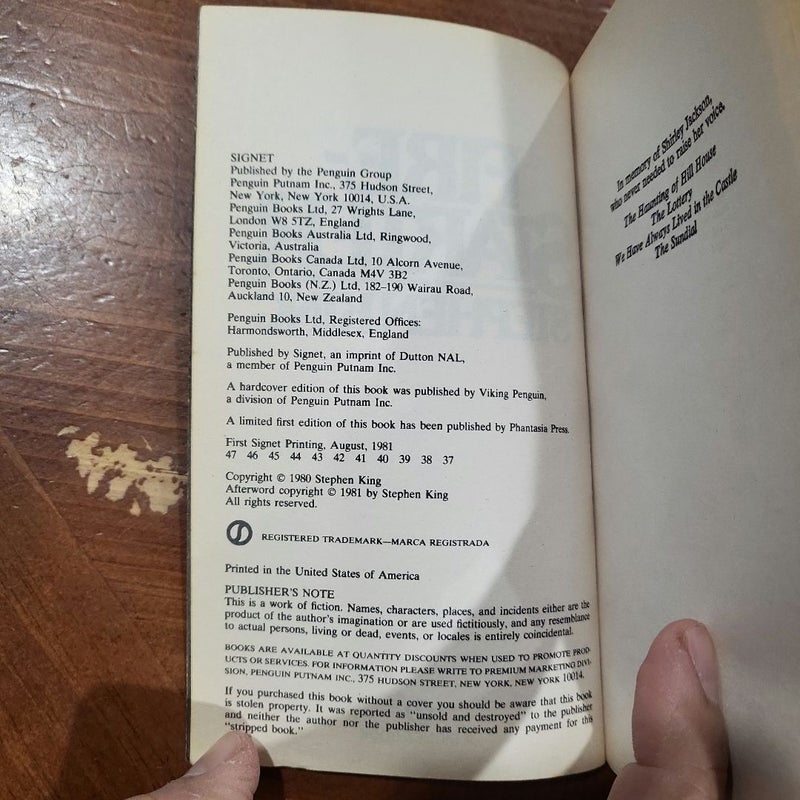 SIGNET
Published by the Penguin Group
Penguin Putnam Inc., 375 Hudson Street,
New York, New York 10014, U.S.A.
Penguin Books Ltd, 27 Wrights Lane,
London W8 5TZ, England
Penguin Books Australia Ltd, Ringwood,
Victoria, Australia
Penguin Books Canada Ltd, 10 Alcorn Avenue,
Toronto, Ontario, Canada M4V 3B2
Penguin Books (N.Z.) Ltd, 182–190 Wairau Road,
Auckland 10, New Zealand
Penguin Books Ltd, Registered Offices:
Harmondsworth, Middlesex, England
Published by Signet, an imprint of Dutton NAL,
a member of Penguin Putnam Inc.
A hardcover edition of this book was published by Viking Penguin,
a division of Penguin Putnam Inc.
A limited first edition of this book has been published by Phantasia Press.
First Signet Printing, August, 1981
47 46 45 44 43 42 41 40 39 38 37
Copyright © 1980 Stephen King
Afterword copyright © 1981 by Stephen King
All rights reserved.
REGISTERED TRADEMARK—MARCA REGISTRADA
Printed in the United States of America
PUBLISHER'S NOTE
This is a work of fiction. Names, characters, places, and incidents either are the
product of the author's imagination or are used fictitiously, and any resemblance
to actual persons, living or dead, events, or locales is entirely coincidental.
BOOKS ARE AVAILABLE AT QUANTITY DISCOUNTS WHEN USED TO PROMOTE PROD-
UCTS OR SERVICES. FOR INFORMATION PLEASE WRITE TO PREMIUM MARKETING DIVI-
SION, PENGUIN PUTNAM INC., 375 HUDSON STREET, NEW YORK, NEW YORK 10014.
If you purchased this book without a cover you should be aware that this book
is stolen property. It was reported as "unsold and destroyed" to the publisher
and neither the author nor the publisher has received any payment for this
"stripped book."
In memory of Shirley Jackson,
who never needed to raise her voice.
The Haunting of Hill House
The Lottery
We Have Always Lived in the Castle
The Sundial